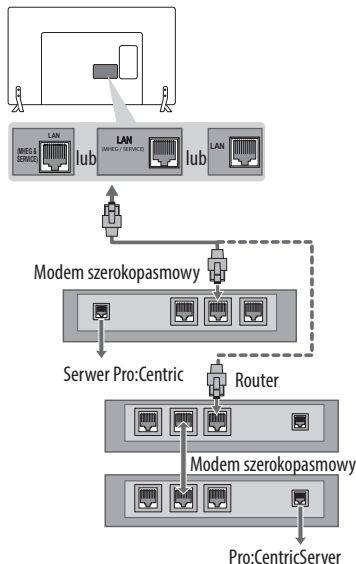 LAN
(MHEG &
SERVICE)
lub
LAN
(MHEG / SERVICE)
lub
LAN
Modem szerokopasmowy
Serwer Pro:Centric
Router
Modem szerokopasmowy
Pro:CentricServer